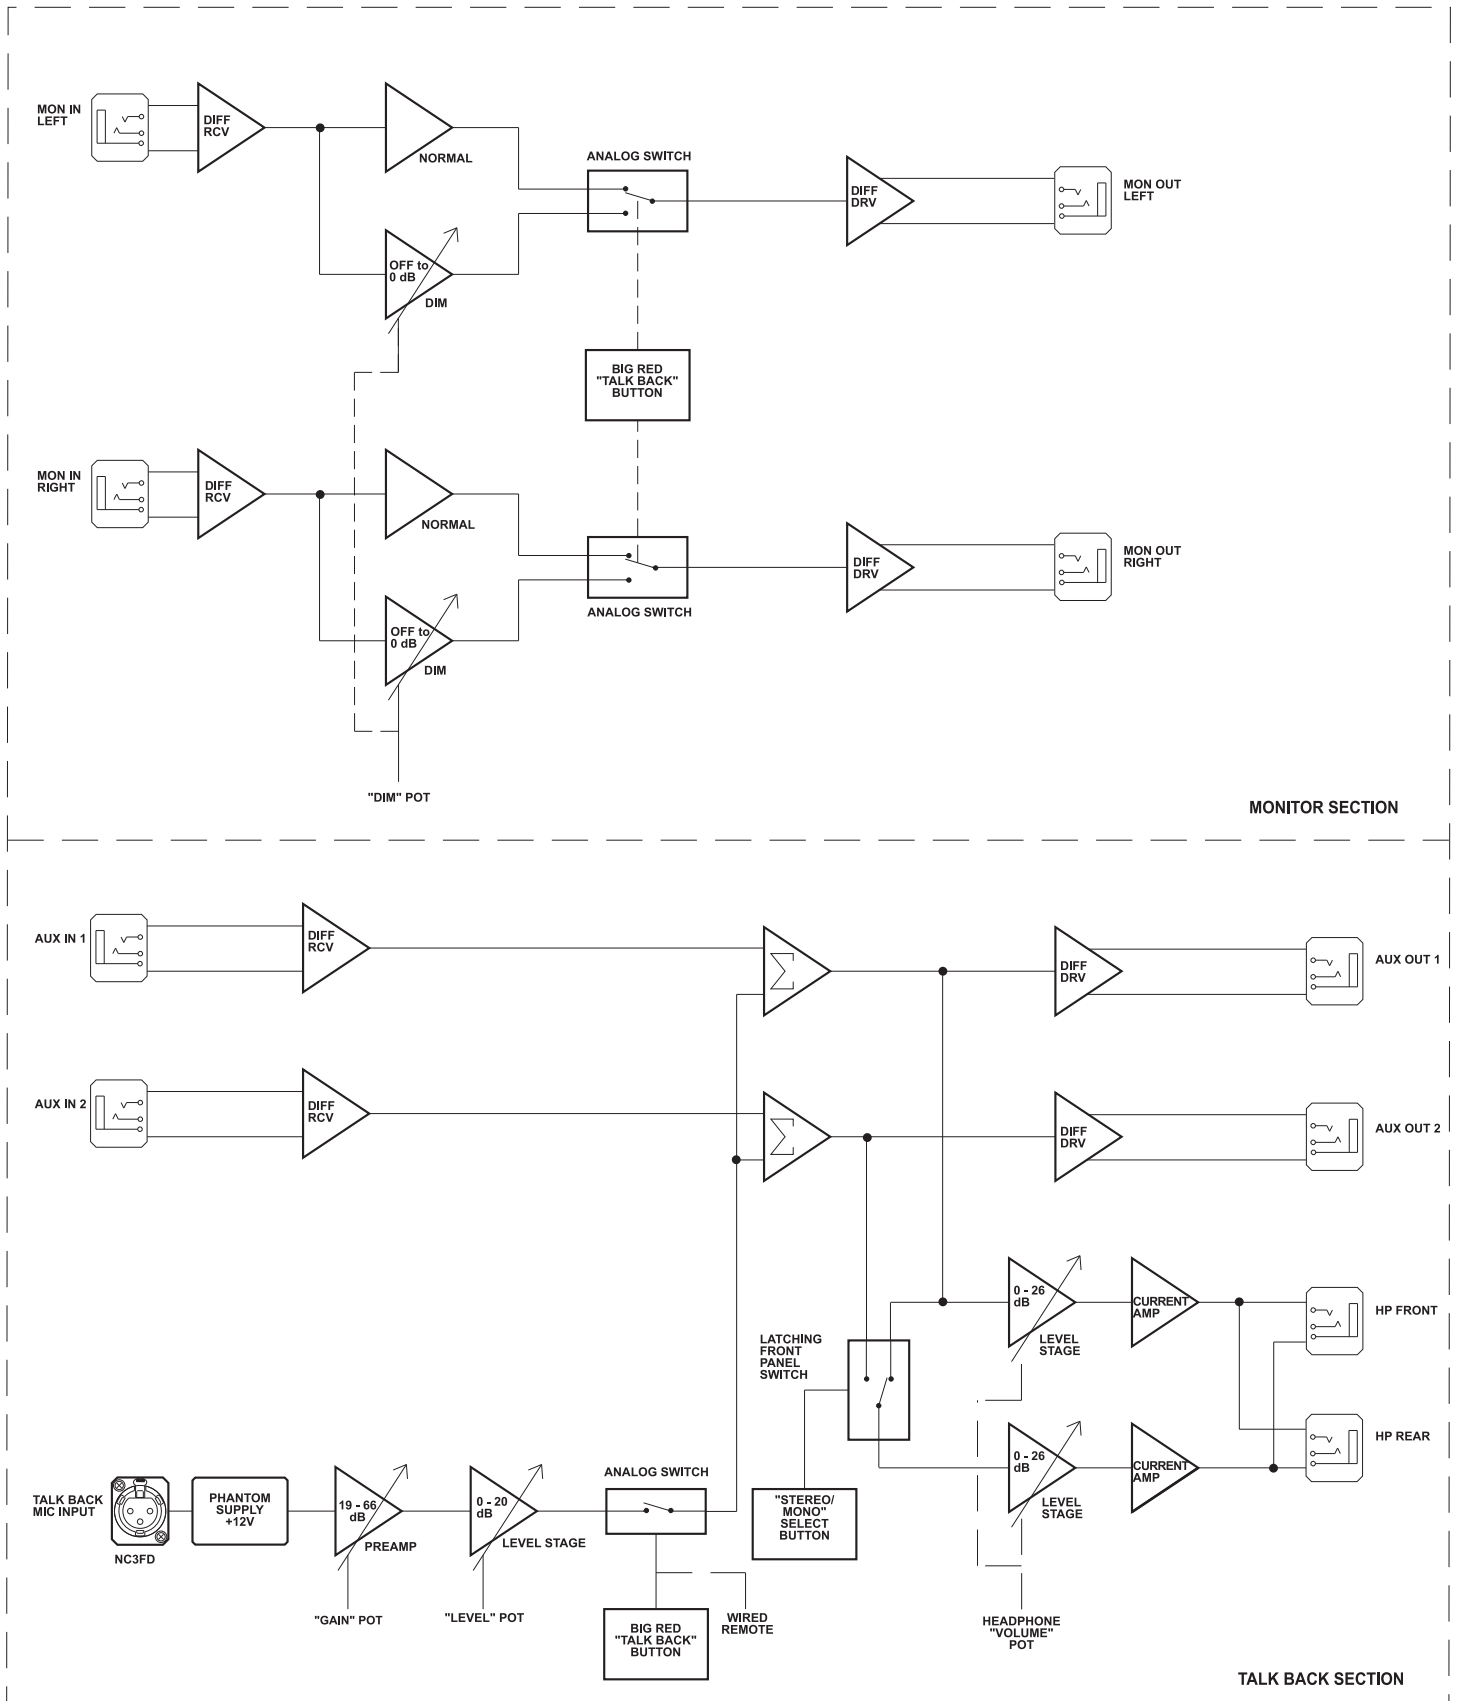 MON IN
LEFT
DIFF
RCV
NORMAL
ANALOG SWITCH
DIFF
DRV
MON OUT
LEFT
OFF to
0 dB
DIM
BIG RED
"TALK BACK"
BUTTON
MON IN
RIGHT
DIFF
RCV
NORMAL
ANALOG SWITCH
DIFF
DRV
MON OUT
RIGHT
OFF to
0 dB
DIM
"DIM" POT
MONITOR SECTION
AUX IN 1
DIFF
RCV
DIFF
DRV
AUX OUT 1
AUX IN 2
DIFF
RCV
DIFF
DRV
AUX OUT 2
0 - 26
dB
LEVEL
STAGE
CURRENT
AMP
HP FRONT
LATCHING
FRONT
PANEL
SWITCH
0 - 26
dB
LEVEL
STAGE
CURRENT
AMP
HP REAR
TALK BACK
MIC INPUT
NC3FD
PHANTOM
SUPPLY
+12V
19 - 66
dB
PREAMP
0 - 20
dB
LEVEL STAGE
ANALOG SWITCH
"STEREO/
MONO"
SELECT
BUTTON
"GAIN" POT
"LEVEL" POT
BIG RED
"TALK BACK"
BUTTON
WIRED
REMOTE
HEADPHONE
"VOLUME"
POT
TALK BACK SECTION